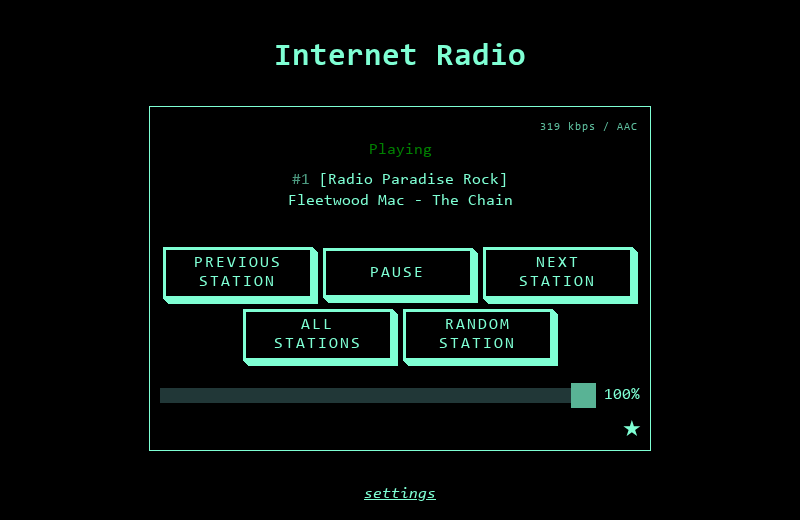 Internet Radio
319 kbps / AAC
Playing
#1 [Radio Paradise Rock]
Fleetwood Mac - The Chain
PREVIOUS
STATION
PAUSE
NEXT
STATION
ALL
STATIONS
RANDOM
STATION
100%
★
settings